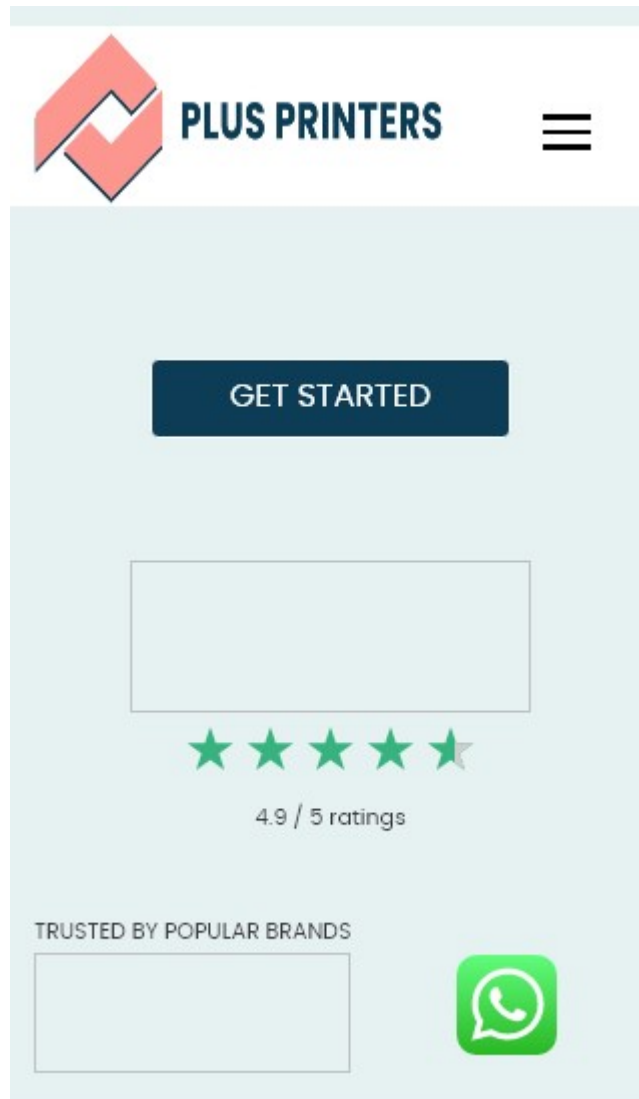 PLUS PRINTERS
GET STARTED
4.9 / 5 ratings
TRUSTED BY POPULAR BRANDS